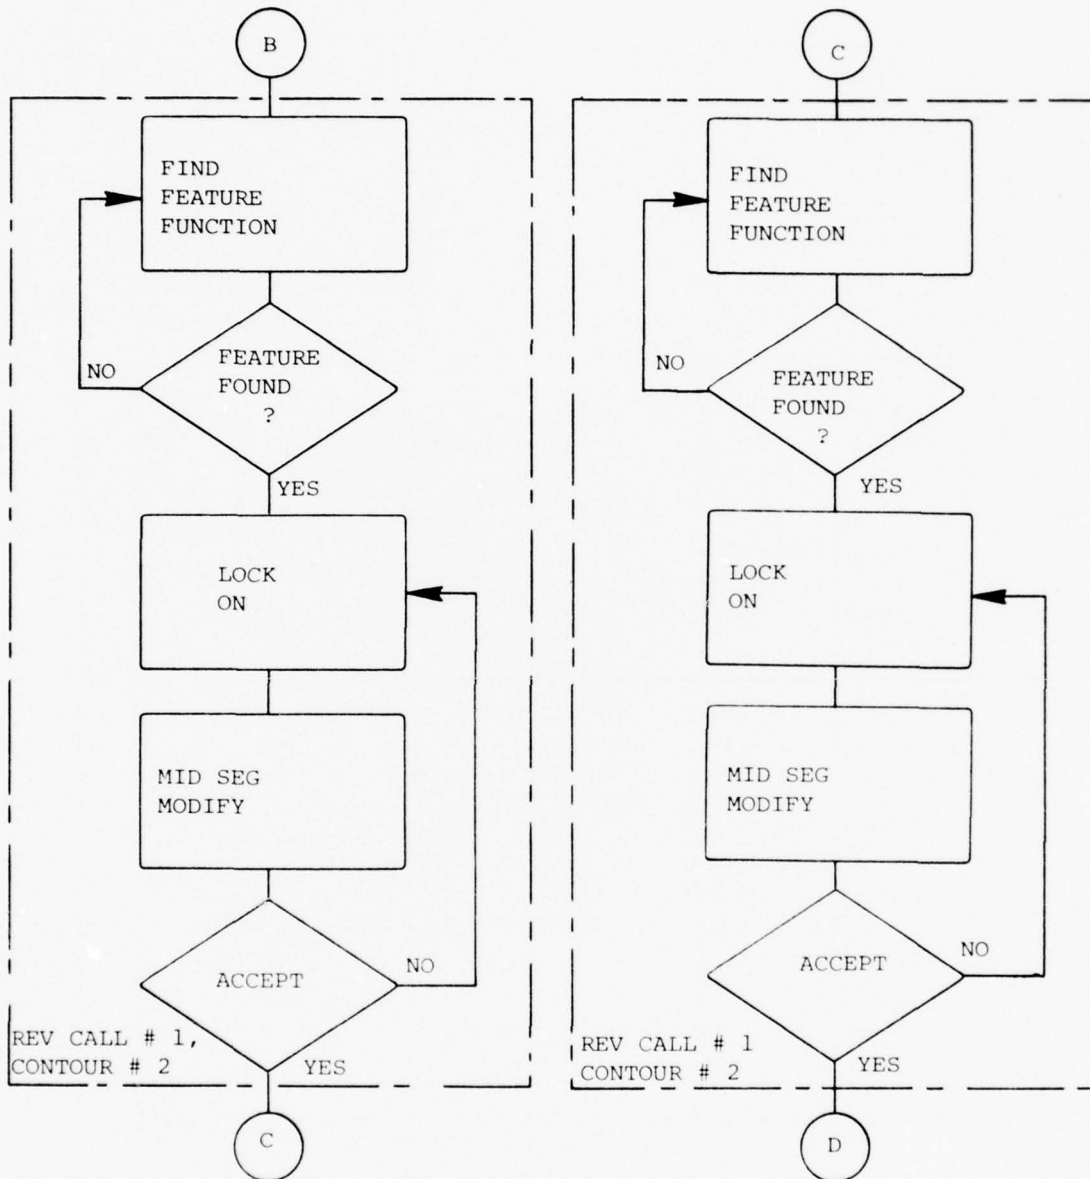 B
FIND
FEATURE
FUNCTION
NO
FEATURE
FOUND
?
YES
LOCK
ON
MID SEG
MODIFY
ACCEPT
NO
REV CALL # 1,
CONTOUR # 2
YES
C
C
FIND
FEATURE
FUNCTION
NO
FEATURE
FOUND
?
YES
LOCK
ON
MID SEG
MODIFY
ACCEPT
NO
REV CALL # 1
CONTOUR # 2
YES
D